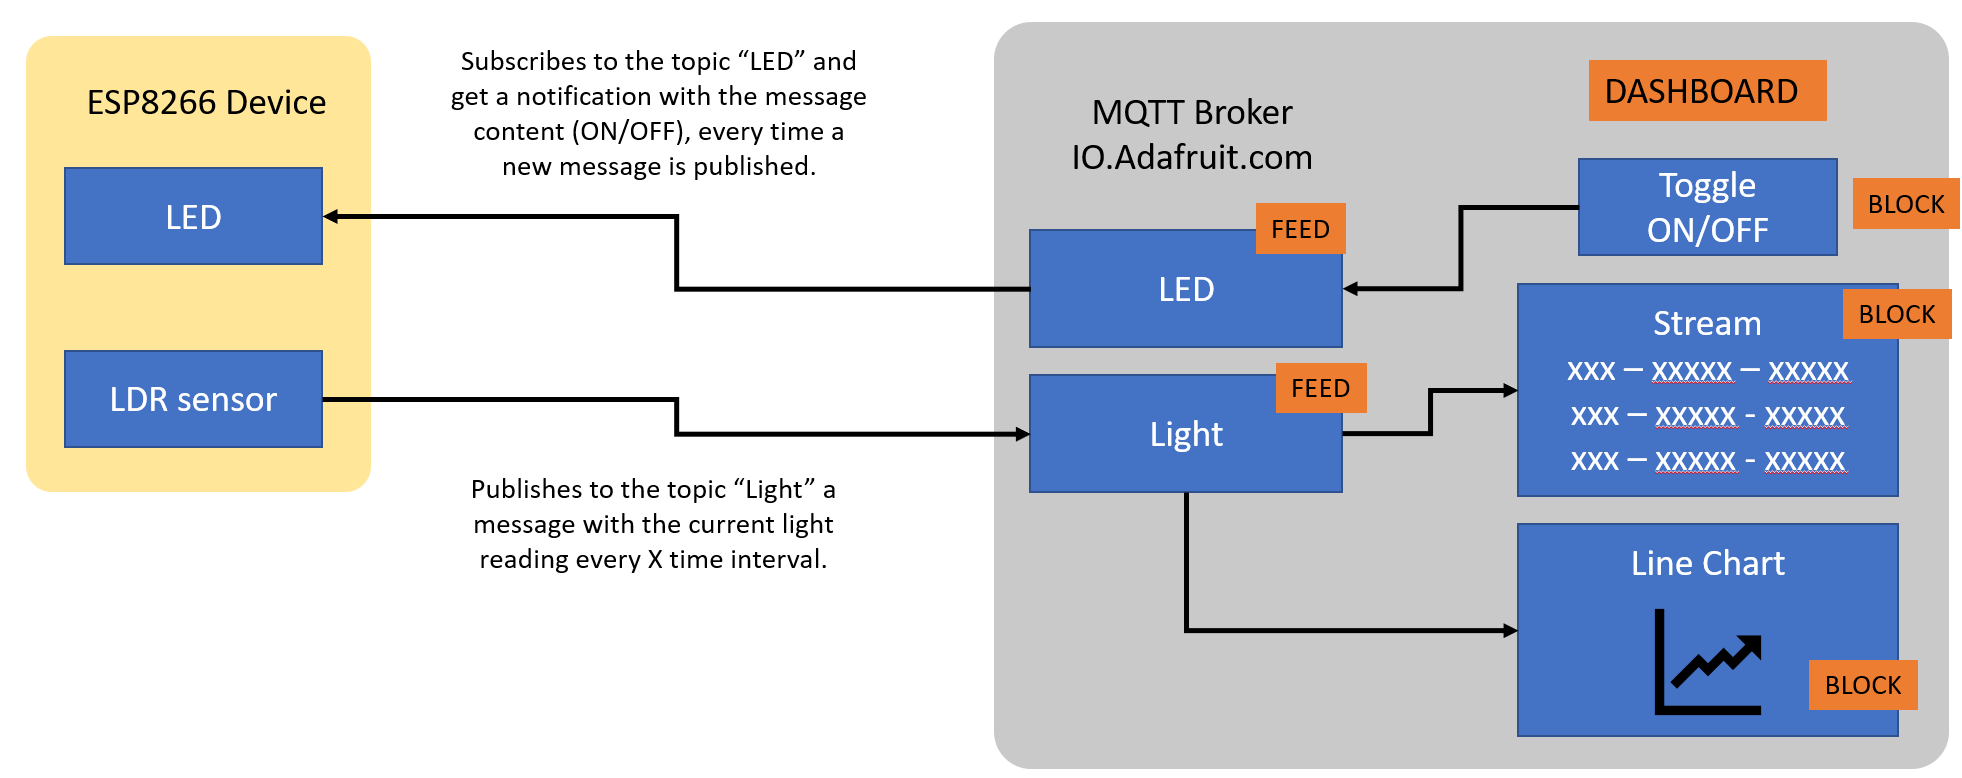 ESP8266 Device
LED
LDR sensor
Subscribes to the topic “LED” and
get a notification with the message
content (ON/OFF), every time a
new message is published.
Publishes to the topic “Light” a
message with the current light
reading every X time interval.
MQTT Broker
IO.Adafruit.com
FEED
LED
FEED
Light
DASHBOARD
Toggle
ON/OFF
BLOCK
BLOCK
Stream
xxx – xxxxx – xxxxx
xxx – xxxxx - xxxxx
xxx – xxxxx - xxxxx
Line Chart
BLOCK